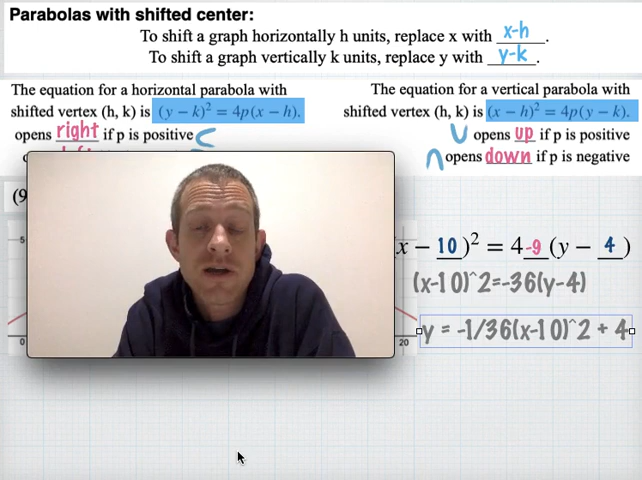 Parabolas with shifted center:
To shift a graph horizontally h units, replace x with x-h.
To shift a graph vertically k units, replace y with y-k.
The equation for a horizontal parabola with
shifted vertex (h, k) is (y − k)² = 4p(x − h).
opens right if p is positive
The equation for a vertical parabola with
shifted vertex (h, k) is (x − h)² = 4p(y − k).
opens up if p is positive
opens down if p is negative
(9
x − 10)² = 4-9(y − 4)
(x-10)^2=-36(y-4)
y = -1/36(x-10)^2 + 4
5
0
20